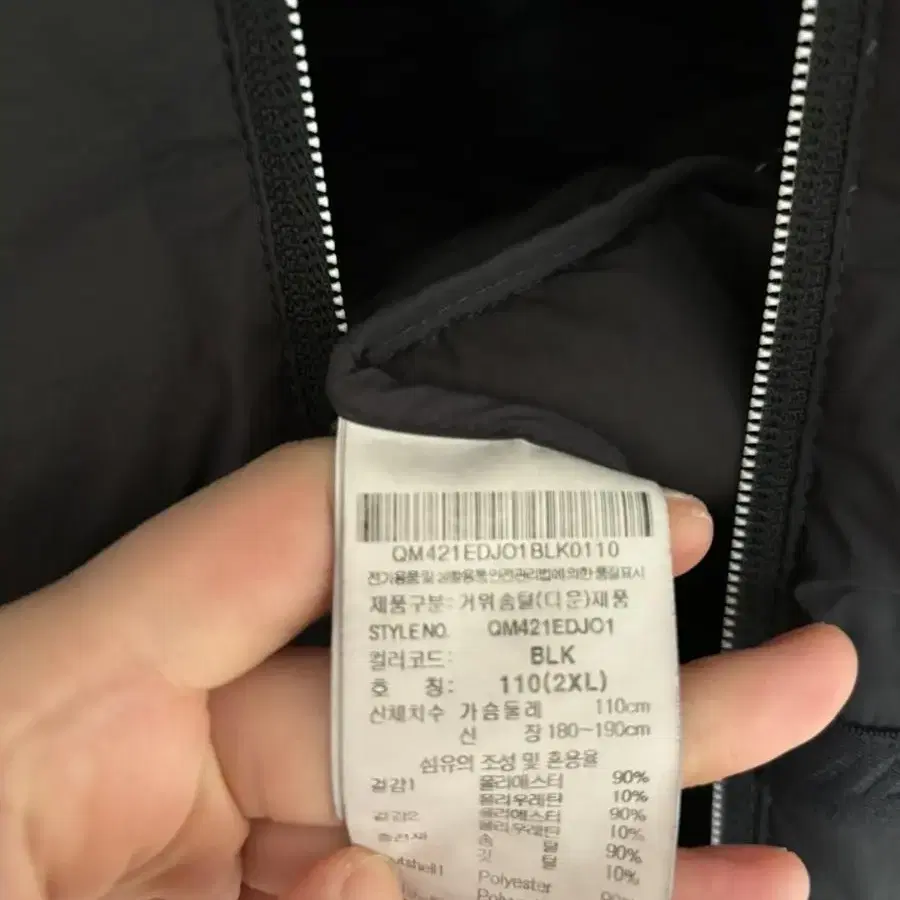 QM421EDJO1BLK0110
전기용품 및 생활용품안전관리법에 의한 품질표시
제품구분: 거위솜털(다운)제품
STYLE NO. QM421EDJO1
컬러코드: BLK
호 칭: 110(2XL)
신체치수 가슴둘레 110cm
신 장 180~190cm
섬유의 조성 및 혼용율
겉감1 폴리에스터 90%
폴리우레탄 10%
겉감2 폴리에스터 90%
폴리우레탄 10%
충전재 솜 털 90%
깃 털 10%
Outshell1 Polyester